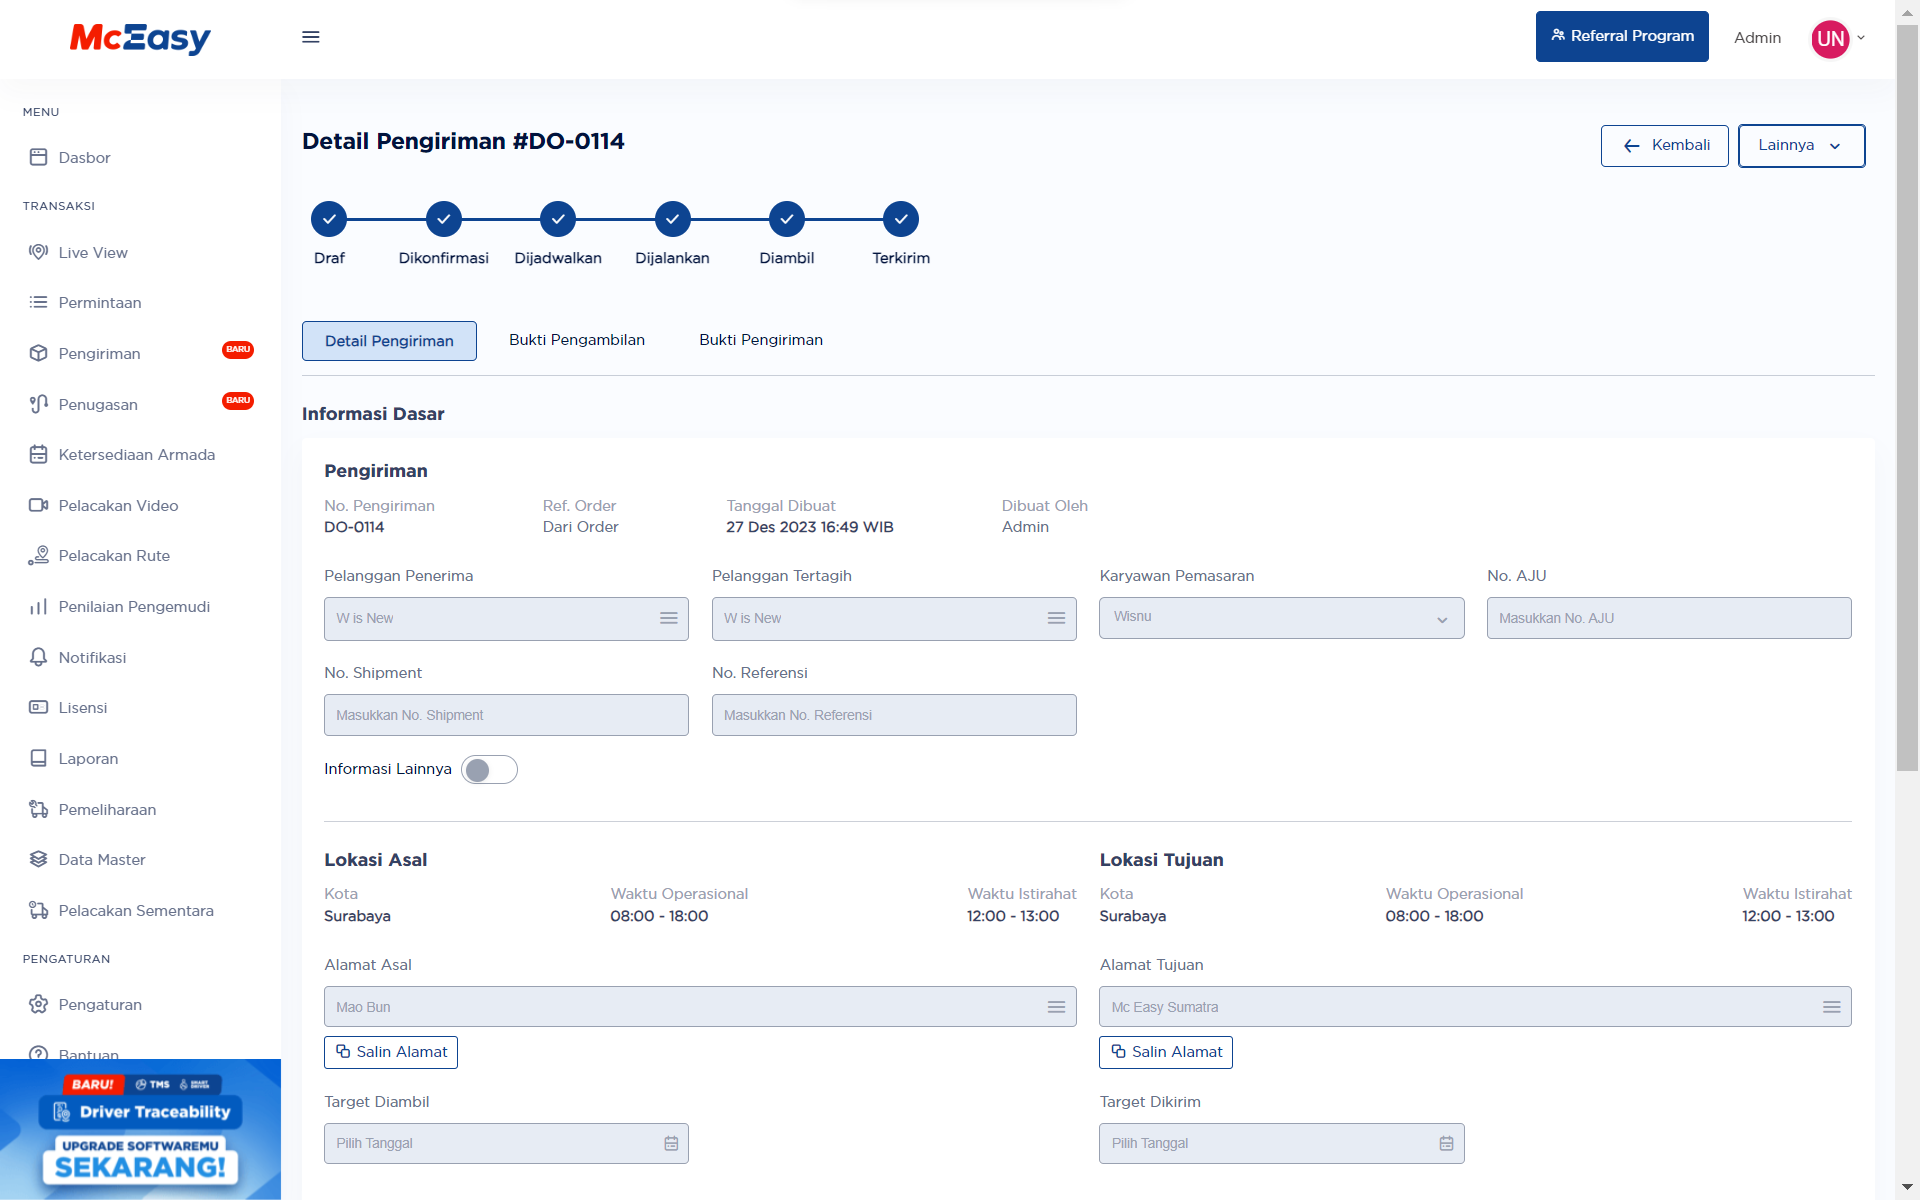 McEasy
Referral Program
Admin
UN
MENU
Dasbor
TRANSAKSI
Live View
Permintaan
Pengiriman
BARU
Penugasan
BARU
Ketersediaan Armada
Pelacakan Video
Pelacakan Rute
Penilaian Pengemudi
Notifikasi
Lisensi
Laporan
Pemeliharaan
Data Master
Pelacakan Sementara
PENGATURAN
Pengaturan
Bantuan
BARU! TMS SMART DRIVER
Driver Traceability
UPGRADE SOFTWAREMU
SEKARANG!
Detail Pengiriman #DO-0114
Kembali
Lainnya
Draf Dikonfirmasi Dijadwalkan Dijalankan Diambil Terkirim
Detail Pengiriman Bukti Pengambilan Bukti Pengiriman
Informasi Dasar
Pengiriman
No. Pengiriman Ref. Order Tanggal Dibuat Dibuat Oleh
DO-0114 Dari Order 27 Des 2023 16:49 WIB Admin
Pelanggan Penerima Pelanggan Tertagih Karyawan Pemasaran No. AJU
W is New W is New Wisnu Masukkan No. AJU
No. Shipment No. Referensi
Masukkan No. Shipment Masukkan No. Referensi
Informasi Lainnya
Lokasi Asal
Kota Waktu Operasional Waktu Istirahat
Surabaya 08:00 - 18:00 12:00 - 13:00
Alamat Asal
Mao Bun
Salin Alamat
Target Diambil
Pilih Tanggal
Lokasi Tujuan
Kota Waktu Operasional Waktu Istirahat
Surabaya 08:00 - 18:00 12:00 - 13:00
Alamat Tujuan
Mc Easy Sumatra
Salin Alamat
Target Dikirim
Pilih Tanggal